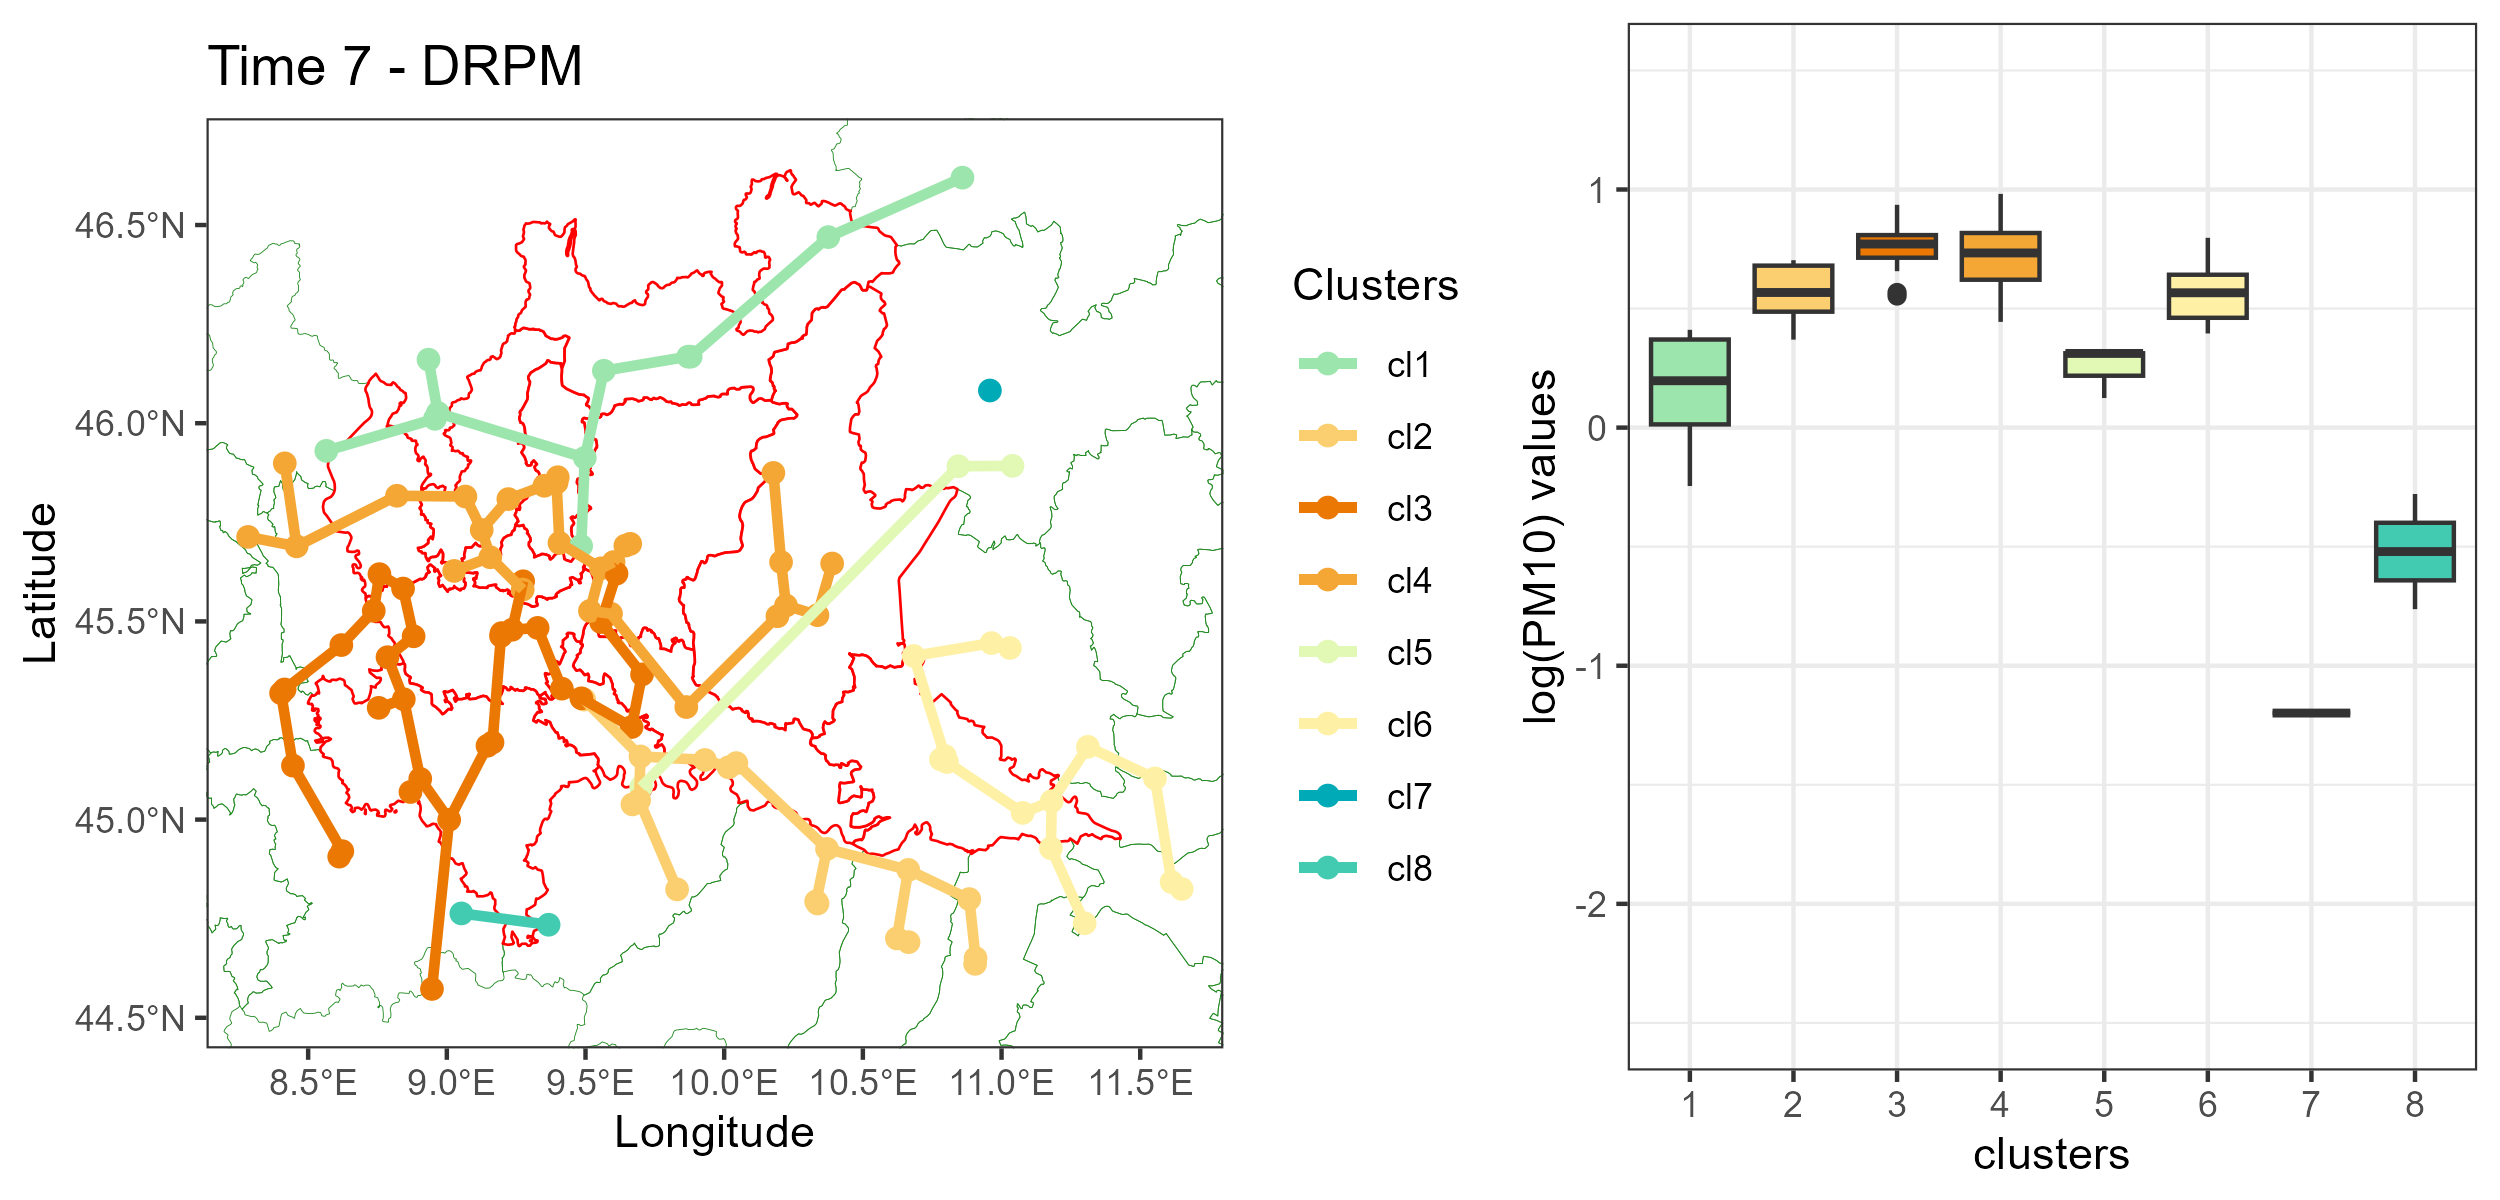 Time 7 - DRPM
Latitude
46.5°N
46.0°N
45.5°N
45.0°N
44.5°N
8.5°E 9.0°E 9.5°E 10.0°E 10.5°E 11.0°E 11.5°E
Longitude
Clusters
cl1
cl2
cl3
cl4
cl5
cl6
cl7
cl8
log(PM10) values
1
0
-1
-2
1 2 3 4 5 6 7 8
clusters